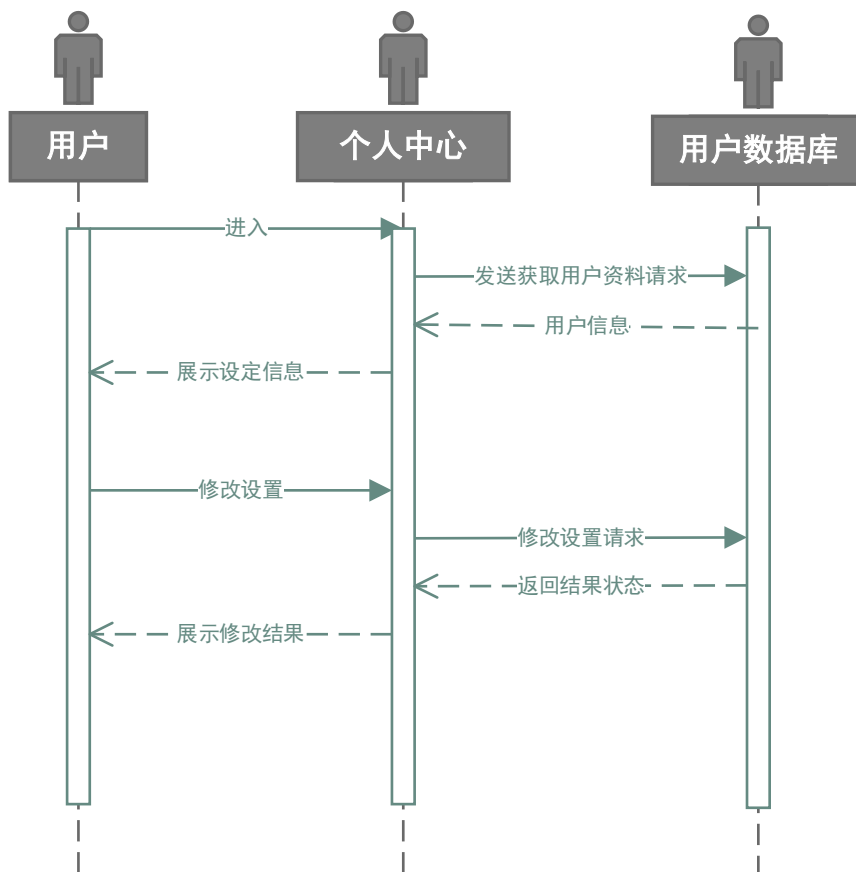 用户
个人中心
用户数据库
进入
发送获取用户资料请求
用户信息
展示设定信息
修改设置
修改设置请求
返回结果状态
展示修改结果